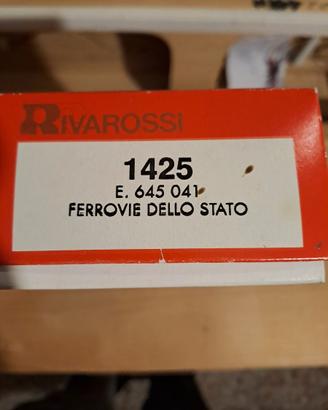 RIVAROSSI
1425
E. 645 041
FERROVIE DELLO STATO